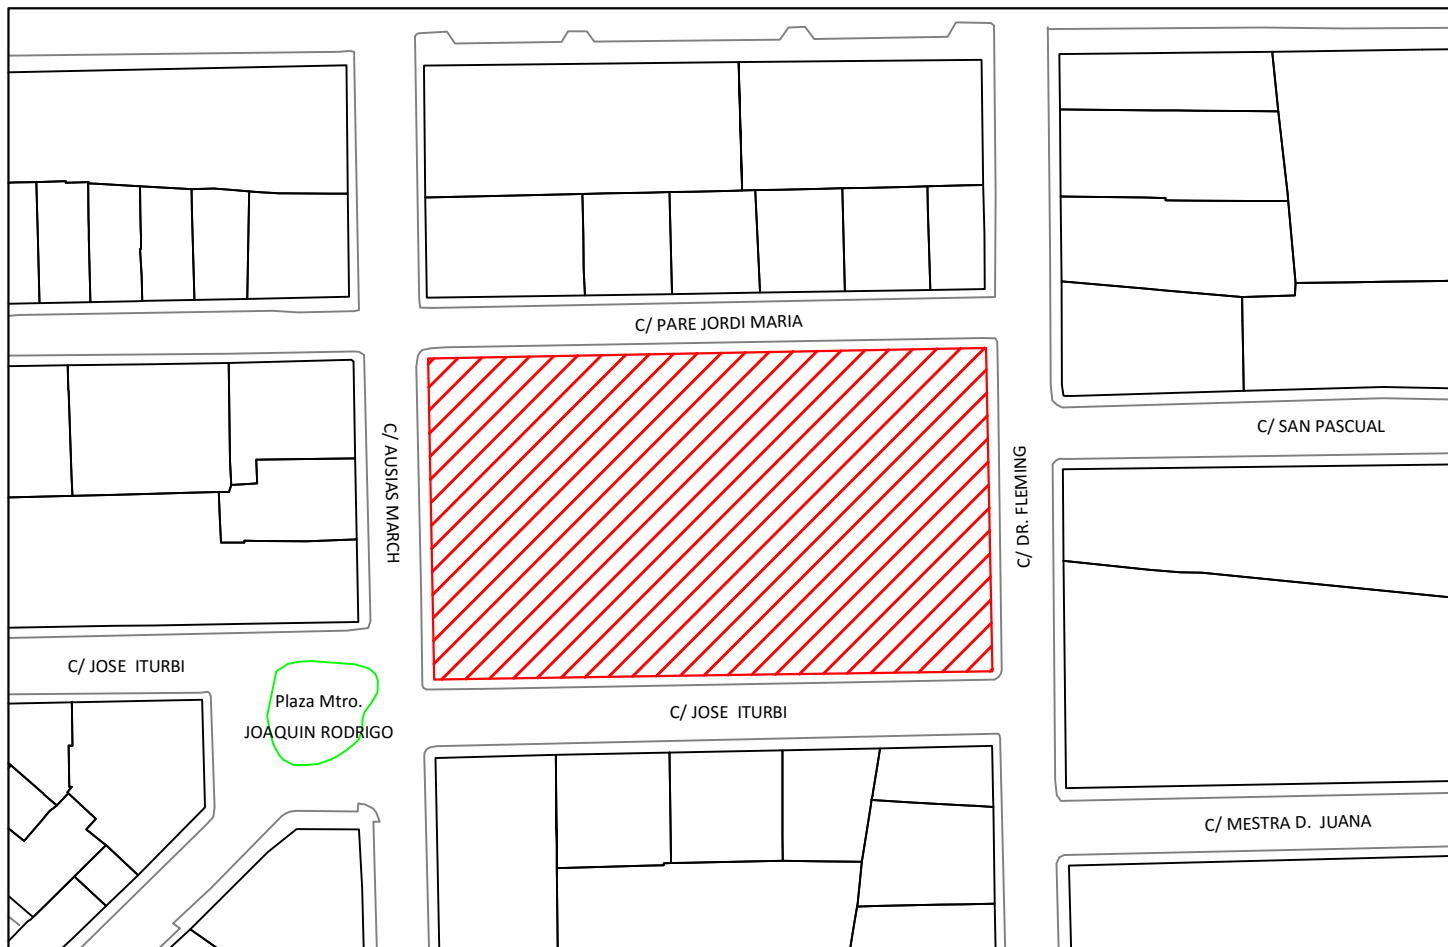 C/ PARE JORDI MARIA
C/ SAN PASCUAL
C/ AUSIAS MARCH
C/ DR. FLEMING
C/ JOSE ITURBI
Plaza Mtro.
JOAQUIN RODRIGO
C/ JOSE ITURBI
C/ MESTRA D. JUANA